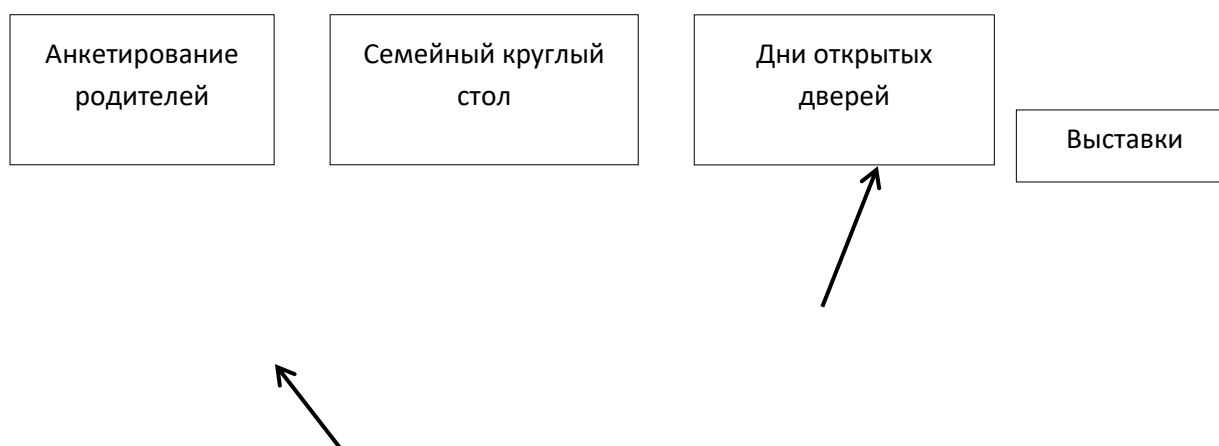 Анкетирование
родителей
Семейный круглый
стол
Дни открытых
дверей
Выставки